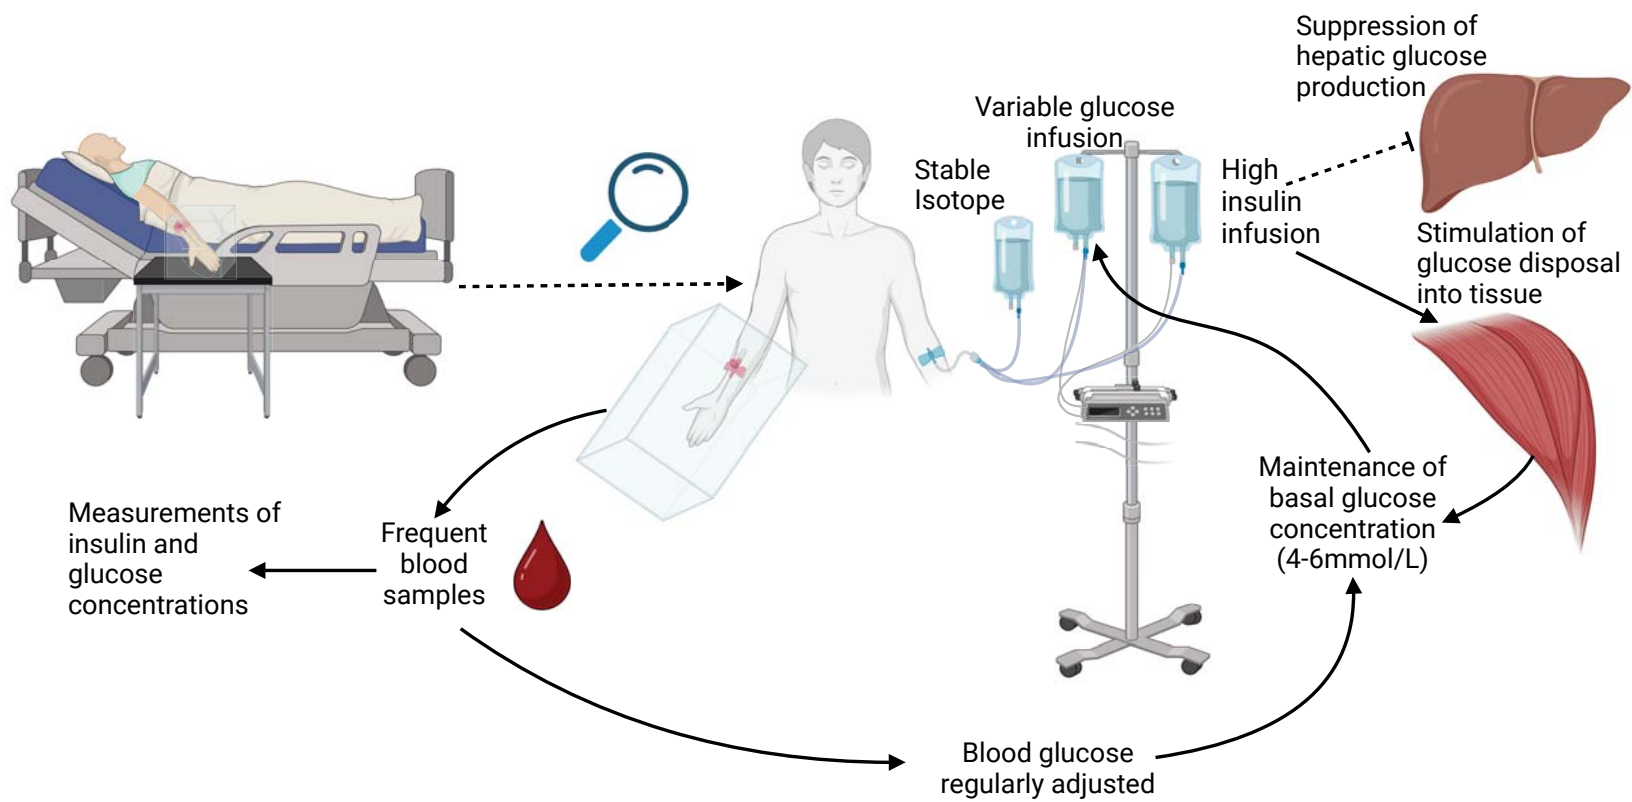 Suppression of
hepatic glucose
production
Variable glucose
infusion
Stable
Isotope
High
insulin
infusion
Stimulation of
glucose disposal
into tissue
Maintenance of
basal glucose
concentration
(4-6mmol/L)
Measurements of
insulin and
glucose
concentrations
Frequent
blood
samples
Blood glucose
regularly adjusted